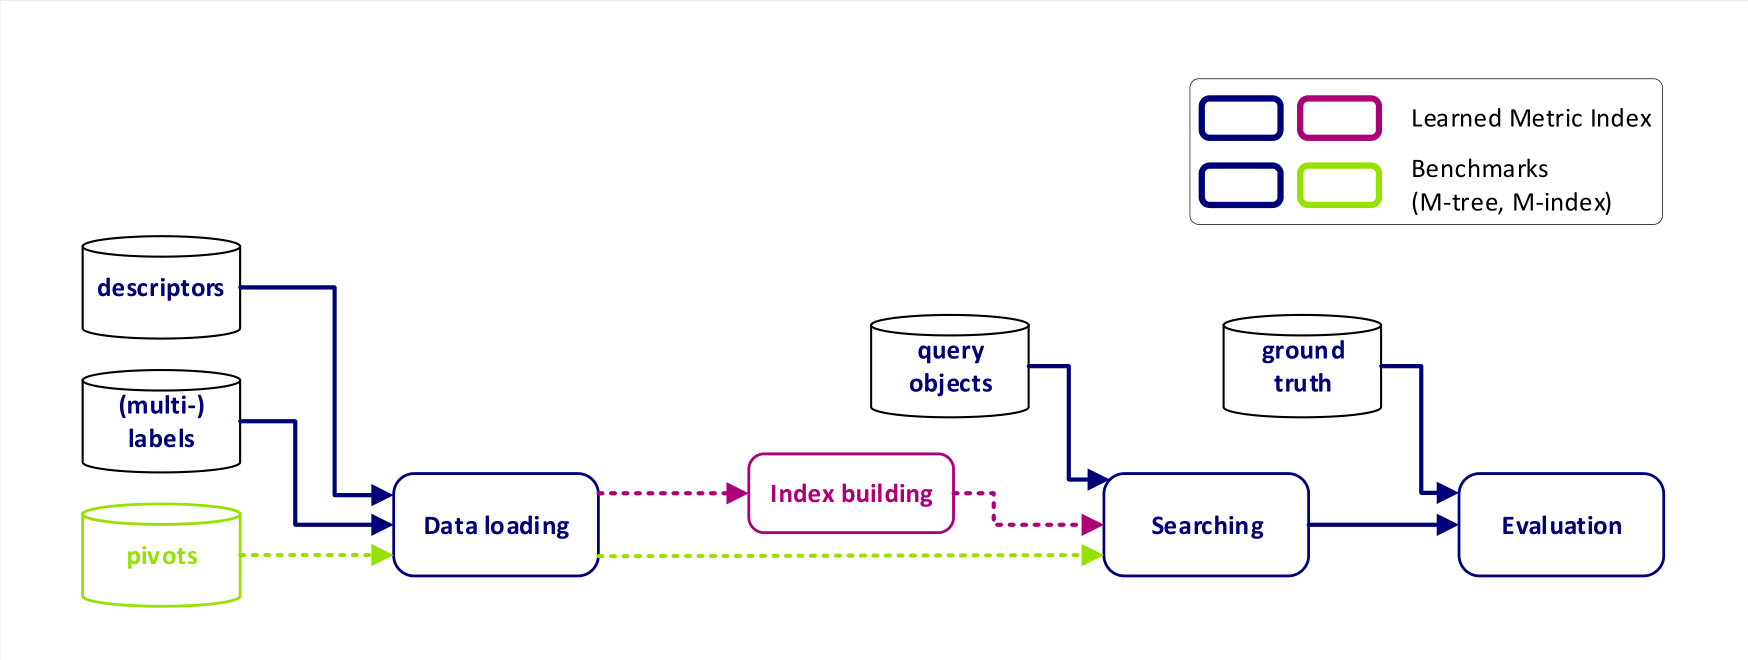 Learned Metric Index
Benchmarks
(M-tree, M-index)
descriptors
(multi-)
labels
pivots
query
objects
ground
truth
Data loading
Index building
Searching
Evaluation